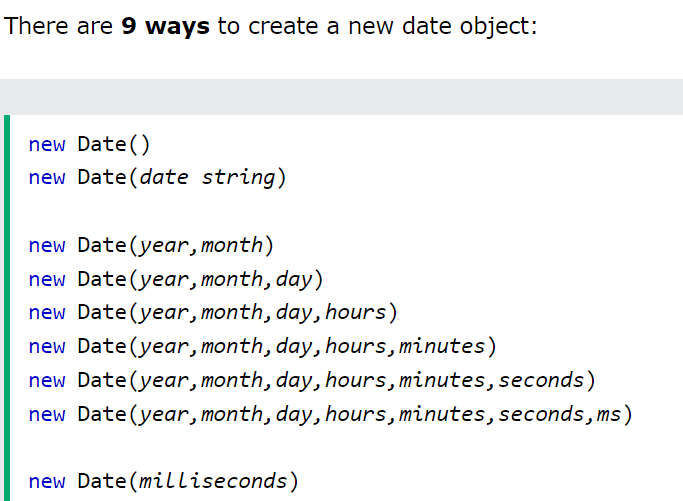 There are 9 ways to create a new date object:
new Date()
new Date(date string)
new Date(year,month)
new Date(year,month,day)
new Date(year,month,day,hours)
new Date(year,month,day,hours,minutes)
new Date(year,month,day,hours,minutes,seconds)
new Date(year,month,day,hours,minutes,seconds,ms)
new Date(milliseconds)